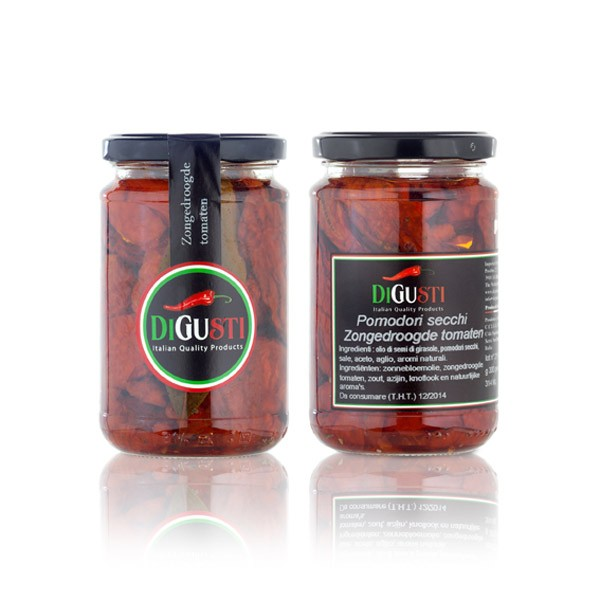 Zongedroogde
tomaten
DIGUSTI
Italian Quality Products
DIGUSTI
Italian Quality Products
Pomodori secchi
Zongedroogde tomaten
Ingredienti : olio di semi di girasole, pomodori secchi,
sale, aceto, aglio, aromi naturali.
Ingrediënten: zonnebloemolie, zongedroogde
tomaten, zout, azijn, knoflook en natuurlijke
aroma's.
Da consumare (T.H.T.) 12/2014